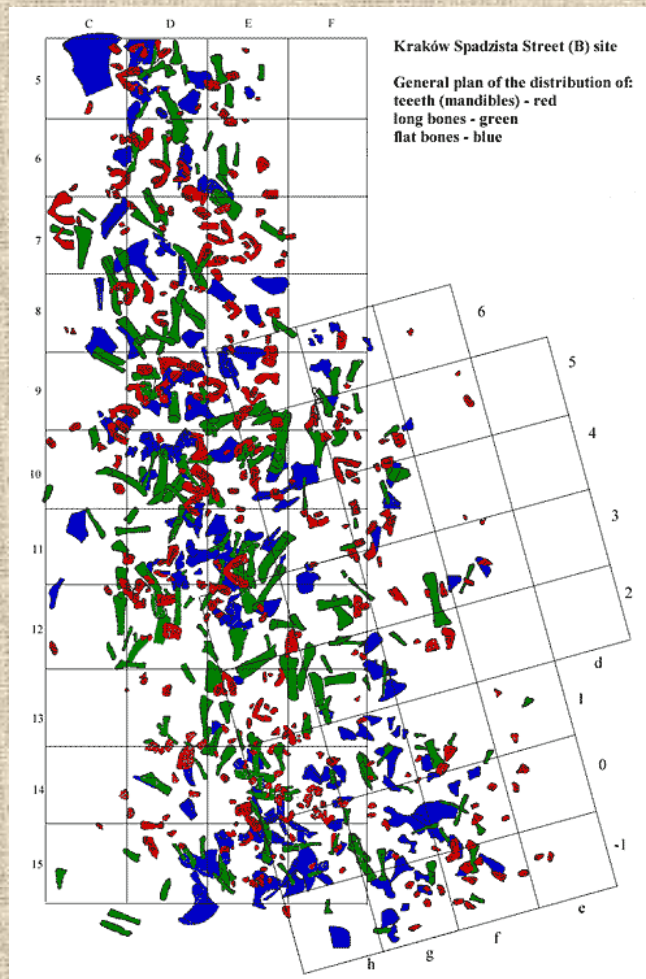 C D E F
Kraków Spadzista Street (B) site
General plan of the distribution of:
teeeth (mandibles) - red
long bones - green
flat bones - blue
5
6
7
8
9
10
11
12
13
14
15
6
5
4
3
2
1
0
-1
d
e
f
g
h